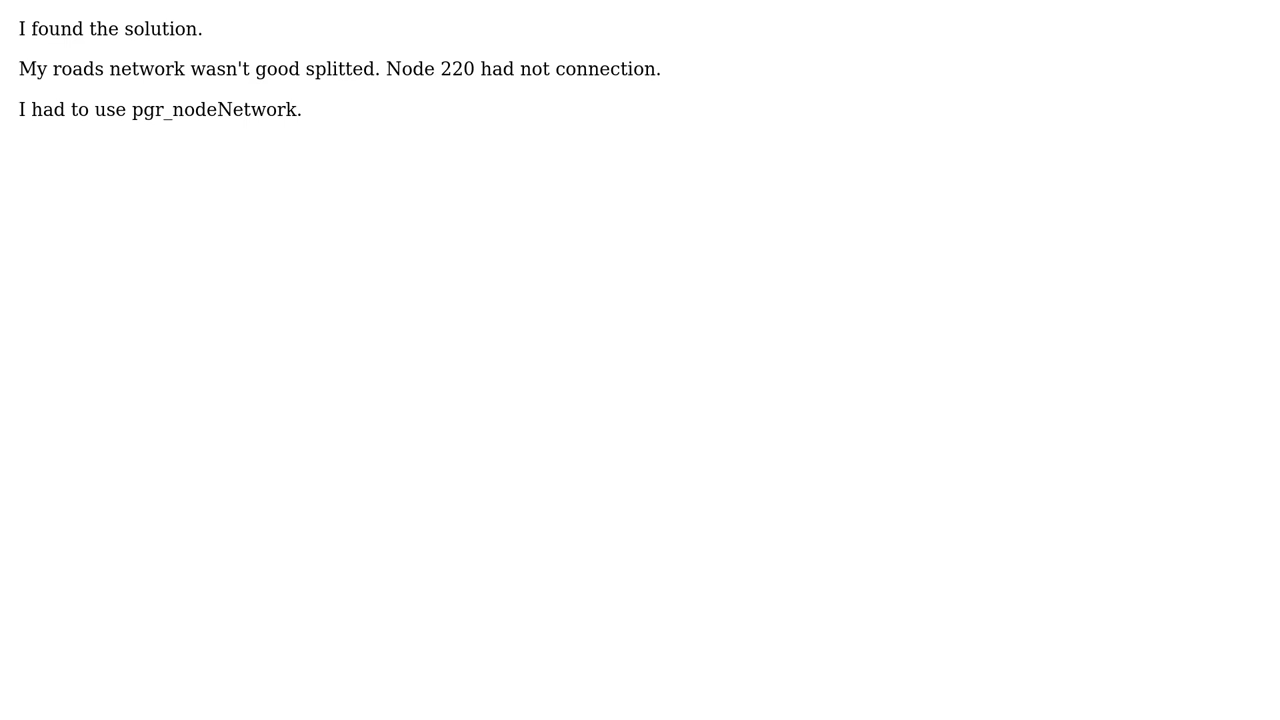 I found the solution.
My roads network wasn't good splitted. Node 220 had not connection.
I had to use pgr_nodeNetwork.